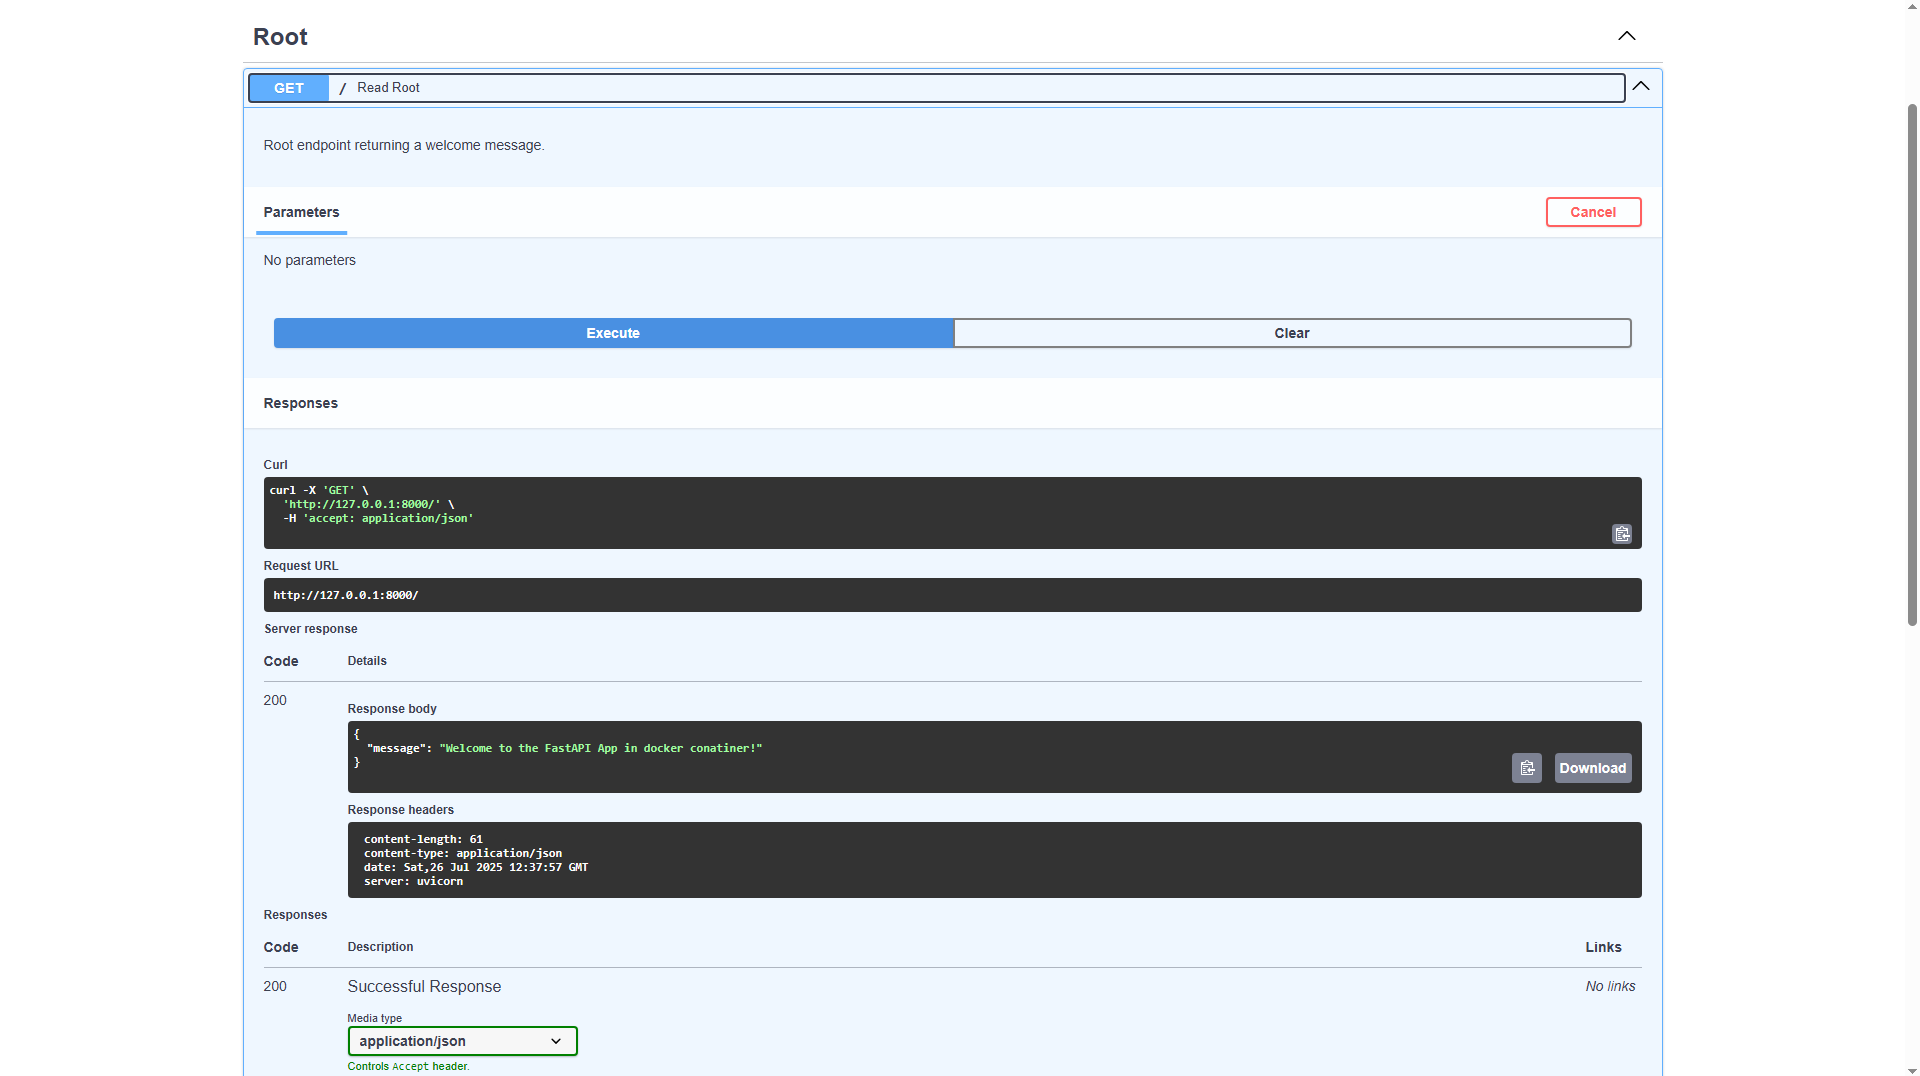 Root
GET / Read Root
Root endpoint returning a welcome message.
Parameters
Cancel
No parameters
Execute
Clear
Responses
Curl
curl -X 'GET' \
'http://127.0.0.1:8000/' \
-H 'accept: application/json'
Request URL
http://127.0.0.1:8000/
Server response
Code Details
200
Response body
{
"message": "Welcome to the FastAPI App in docker conatiner!"
}
Download
Response headers
content-length: 61
content-type: application/json
date: Sat,26 Jul 2025 12:37:57 GMT
server: uvicorn
Responses
Code Description Links
200 Successful Response No links
Media type
application/json
Controls Accept header.